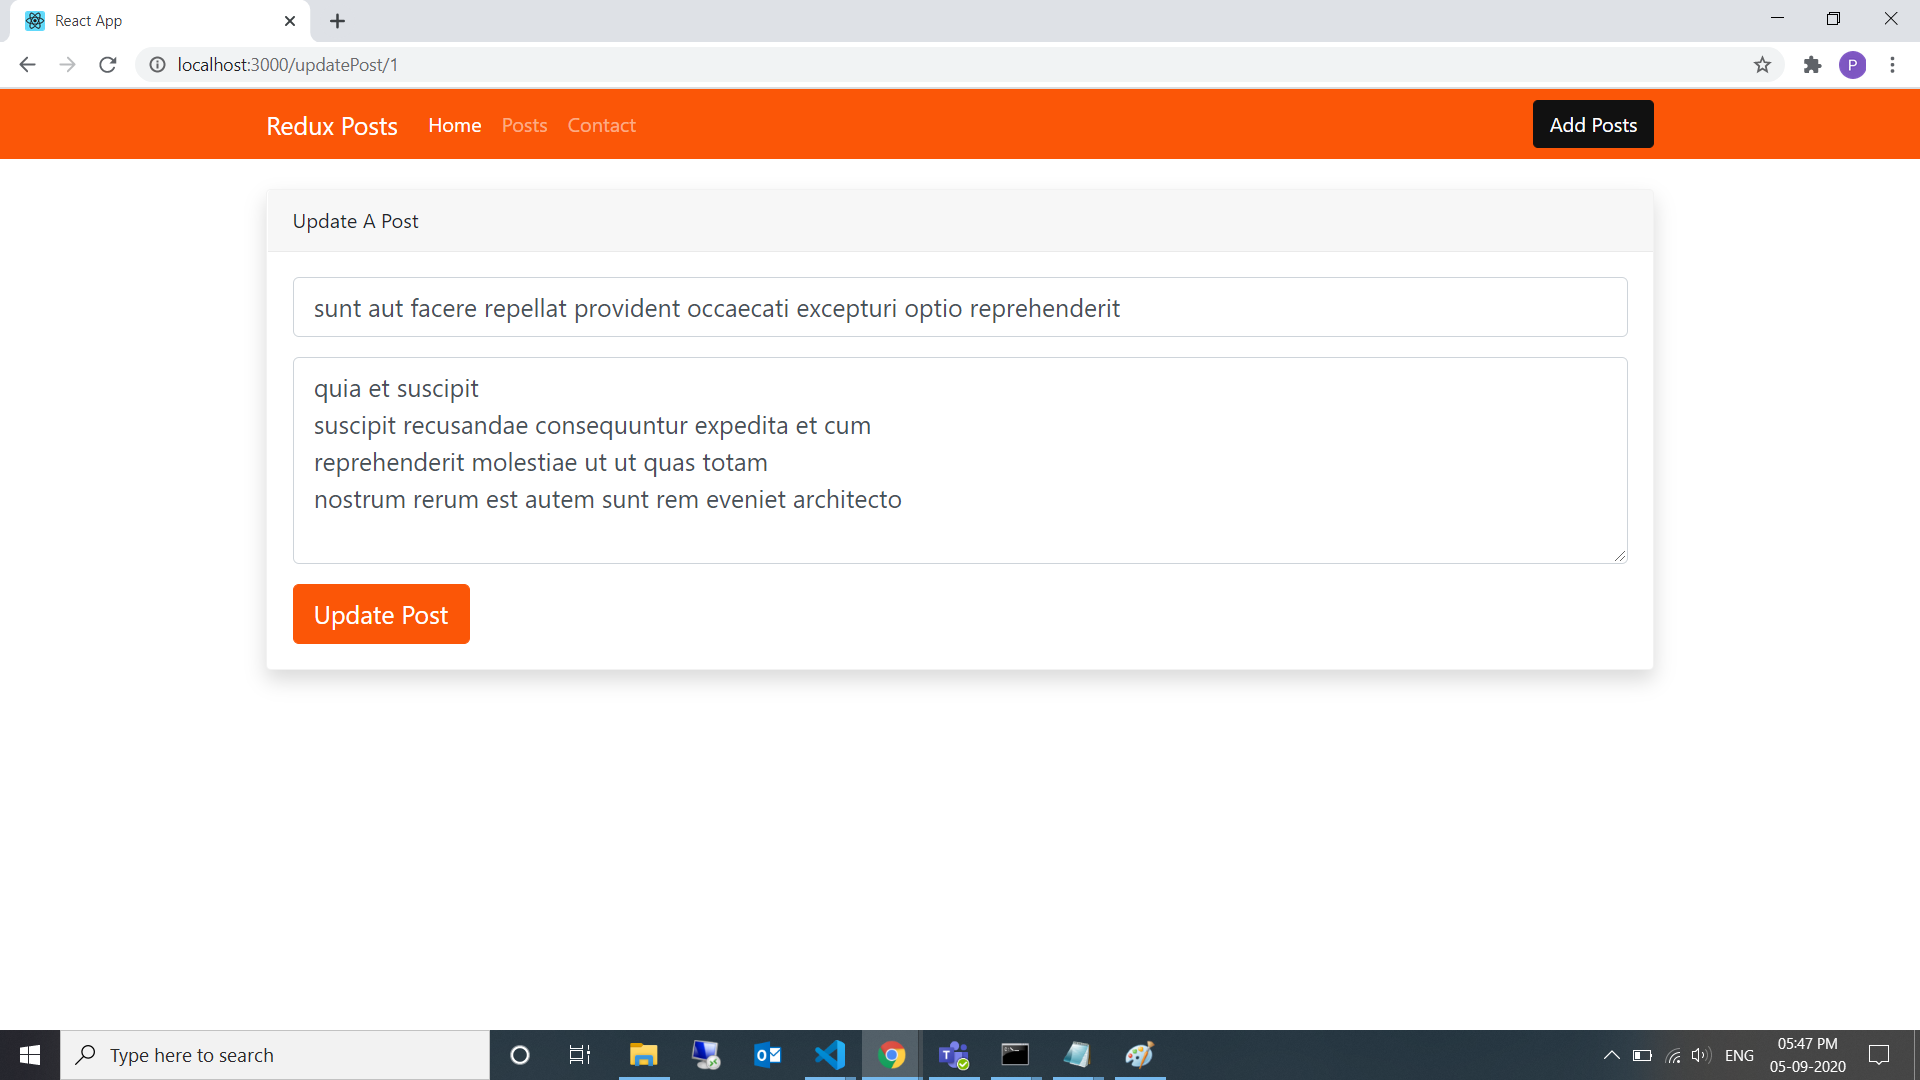 React App
localhost:3000/updatePost/1
P
Redux Posts Home Posts Contact Add Posts
Update A Post
sunt aut facere repellat provident occaecati excepturi optio reprehenderit
quia et suscipit
suscipit recusandae consequuntur expedita et cum
reprehenderit molestiae ut ut quas totam
nostrum rerum est autem sunt rem eveniet architecto
Update Post
Type here to search
ENG
05:47 PM
05-09-2020